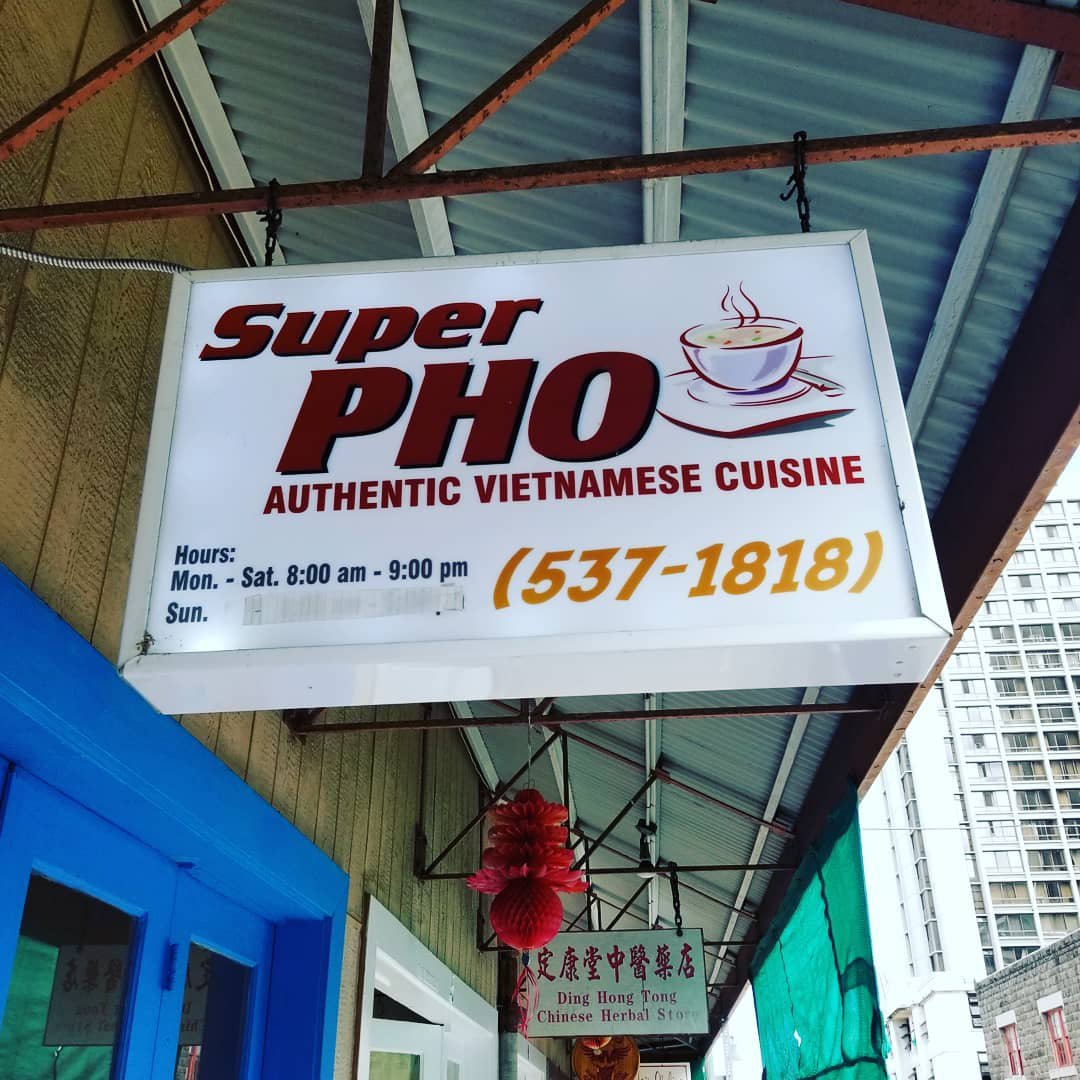 Super
PHO
AUTHENTIC VIETNAMESE CUISINE
Hours:
Mon. - Sat. 8:00 am - 9:00 pm
Sun.
(537-1818)
定康堂中醫藥店
Ding Hong Tong
Chinese Herbal Store